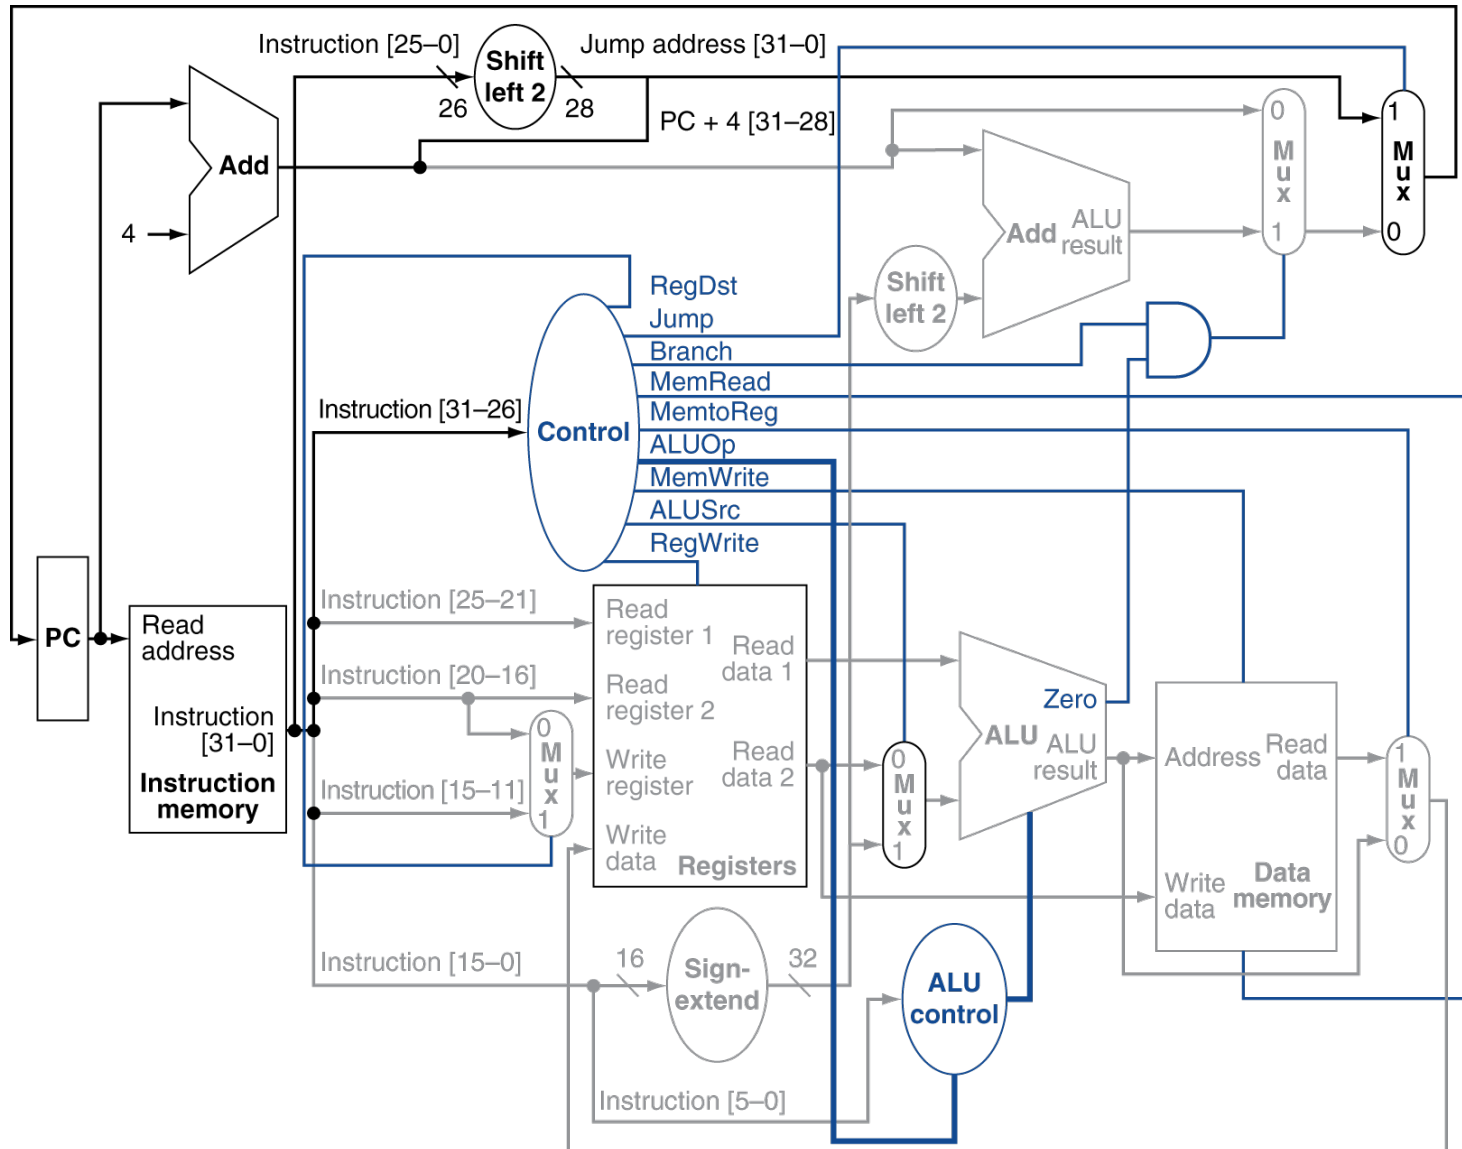 Instruction [25–0]
Shift
left 2
Jump address [31–0]
26
28
PC + 4 [31–28]
Add
4
0
M
u
x
1
1
M
u
x
0
Add
ALU
result
Shift
left 2
RegDst
Jump
Branch
MemRead
MemtoReg
ALUOp
MemWrite
ALUSrc
RegWrite
Instruction [31–26]
Control
PC
Read
address
Instruction
[31–0]
Instruction
memory
Instruction [25–21]
Instruction [20–16]
Instruction [15–11]
0
M
u
x
1
Read
register 1
Read
register 2
Write
register
Write
data
Read
data 1
Read
data 2
Registers
0
M
u
x
1
Zero
ALU
ALU
result
Address
Read
data
Write
data
Data
memory
1
M
u
x
0
Instruction [15–0]
16
Sign-
extend
32
ALU
control
Instruction [5–0]